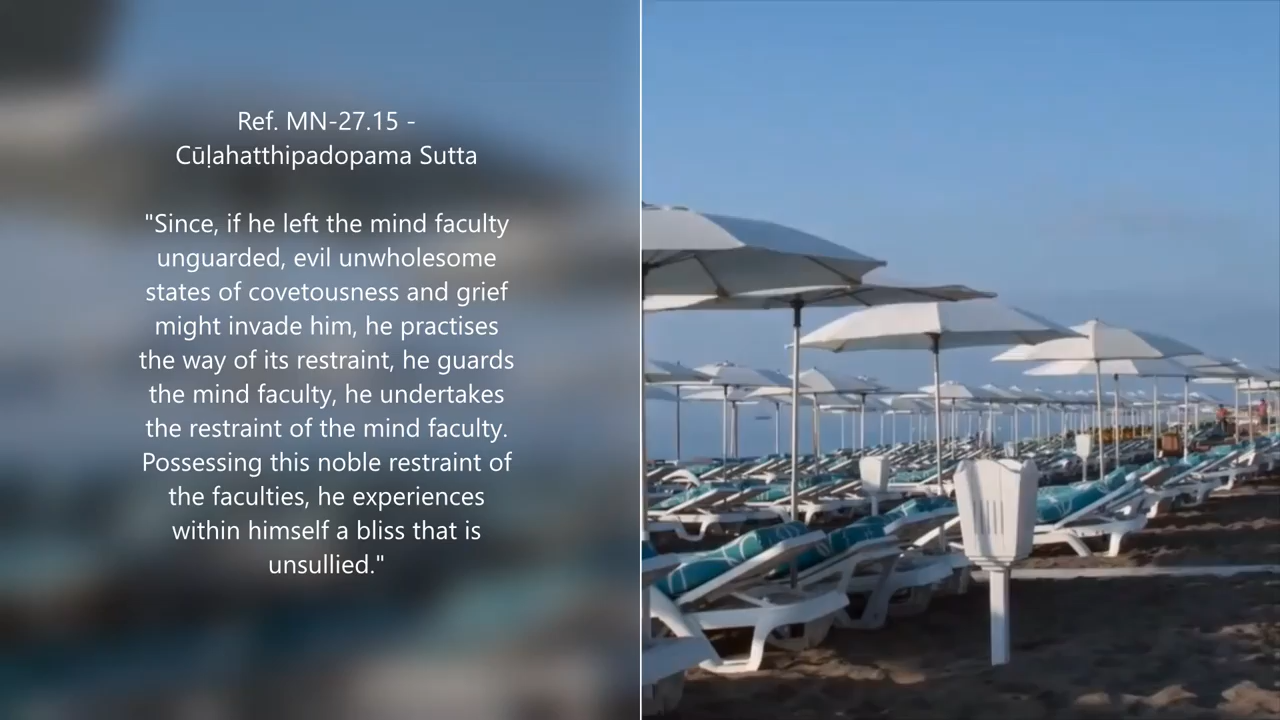 Ref. MN-27.15 -
Cūḷahatthipadopama Sutta
"Since, if he left the mind faculty
unguarded, evil unwholesome
states of covetousness and grief
might invade him, he practises
the way of its restraint, he guards
the mind faculty, he undertakes
the restraint of the mind faculty.
Possessing this noble restraint of
the faculties, he experiences
within himself a bliss that is
unsullied."